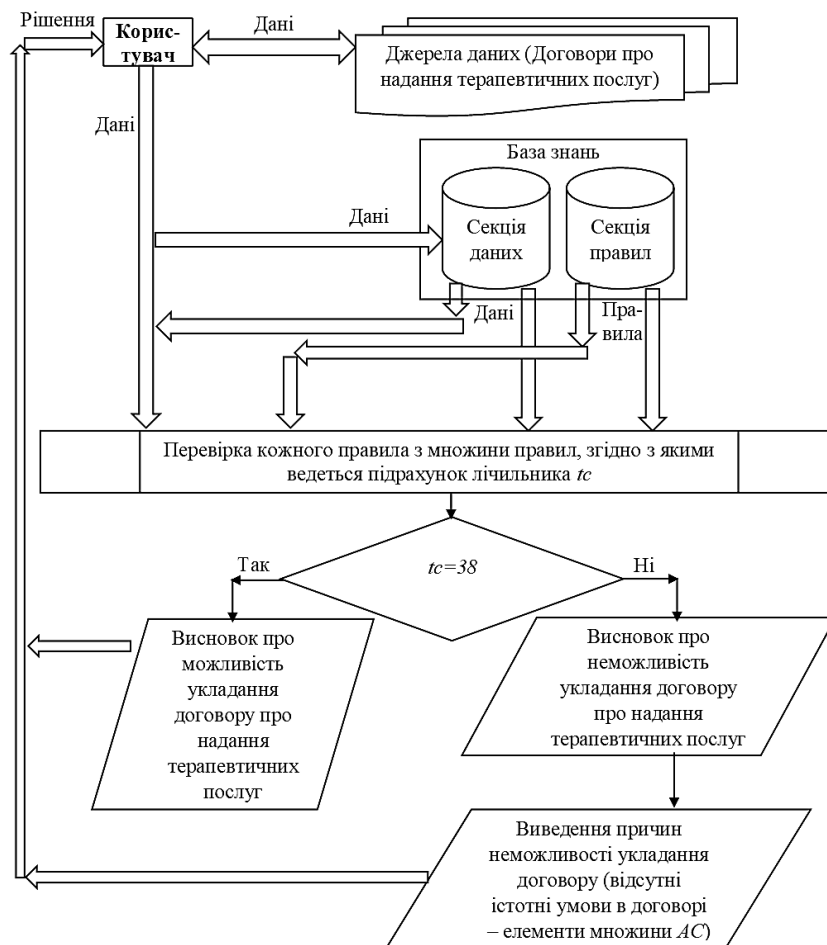 Рішення
Корис-
тувач
Дані
Джерела даних (Договори про
надання терапевтичних послуг)
Дані
База знань
Дані
Секція
даних
Секція
правил
Дані
Пра-
вила
Перевірка кожного правила з множини правил, згідно з якими
ведеться підрахунок лічильника tc
Так
tc=38
Ні
Висновок про
можливість
укладання
договору про
надання
терапевтичних
послуг
Висновок про
неможливість
укладання договору
про надання
терапевтичних послуг
Виведення причин
неможливості укладання
договору (відсутні
істотні умови в договорі
– елементи множини AC)